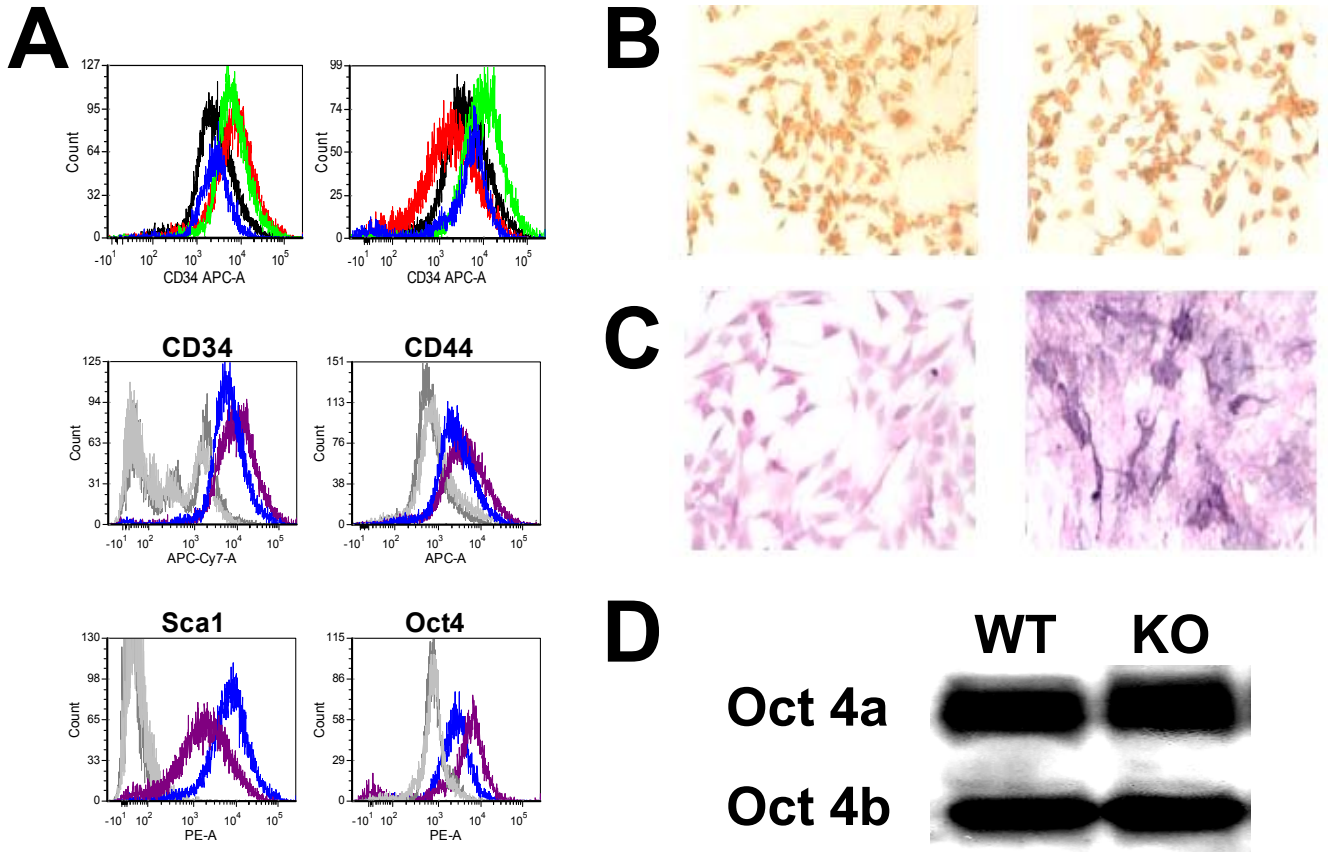 A
B
127
95
64
32
0
Count
-10¹ 10² 10³ 10⁴ 10⁵
CD34 APC-A
99
74
50
25
0
Count
-10¹ 10² 10³ 10⁴ 10⁵
CD34 APC-A
C
CD34
125
94
63
31
0
Count
-10¹ 10² 10³ 10⁴ 10⁵
APC-Cy7-A
CD44
151
113
76
38
0
Count
-10¹ 10² 10³ 10⁴ 10⁵
APC-A
Sca1
130
98
65
33
0
Count
-10¹ 10² 10³ 10⁴ 10⁵
PE-A
Oct4
115
86
58
29
0
Count
-10¹ 10² 10³ 10⁴ 10⁵
PE-A
D
WT KO
Oct 4a
Oct 4b